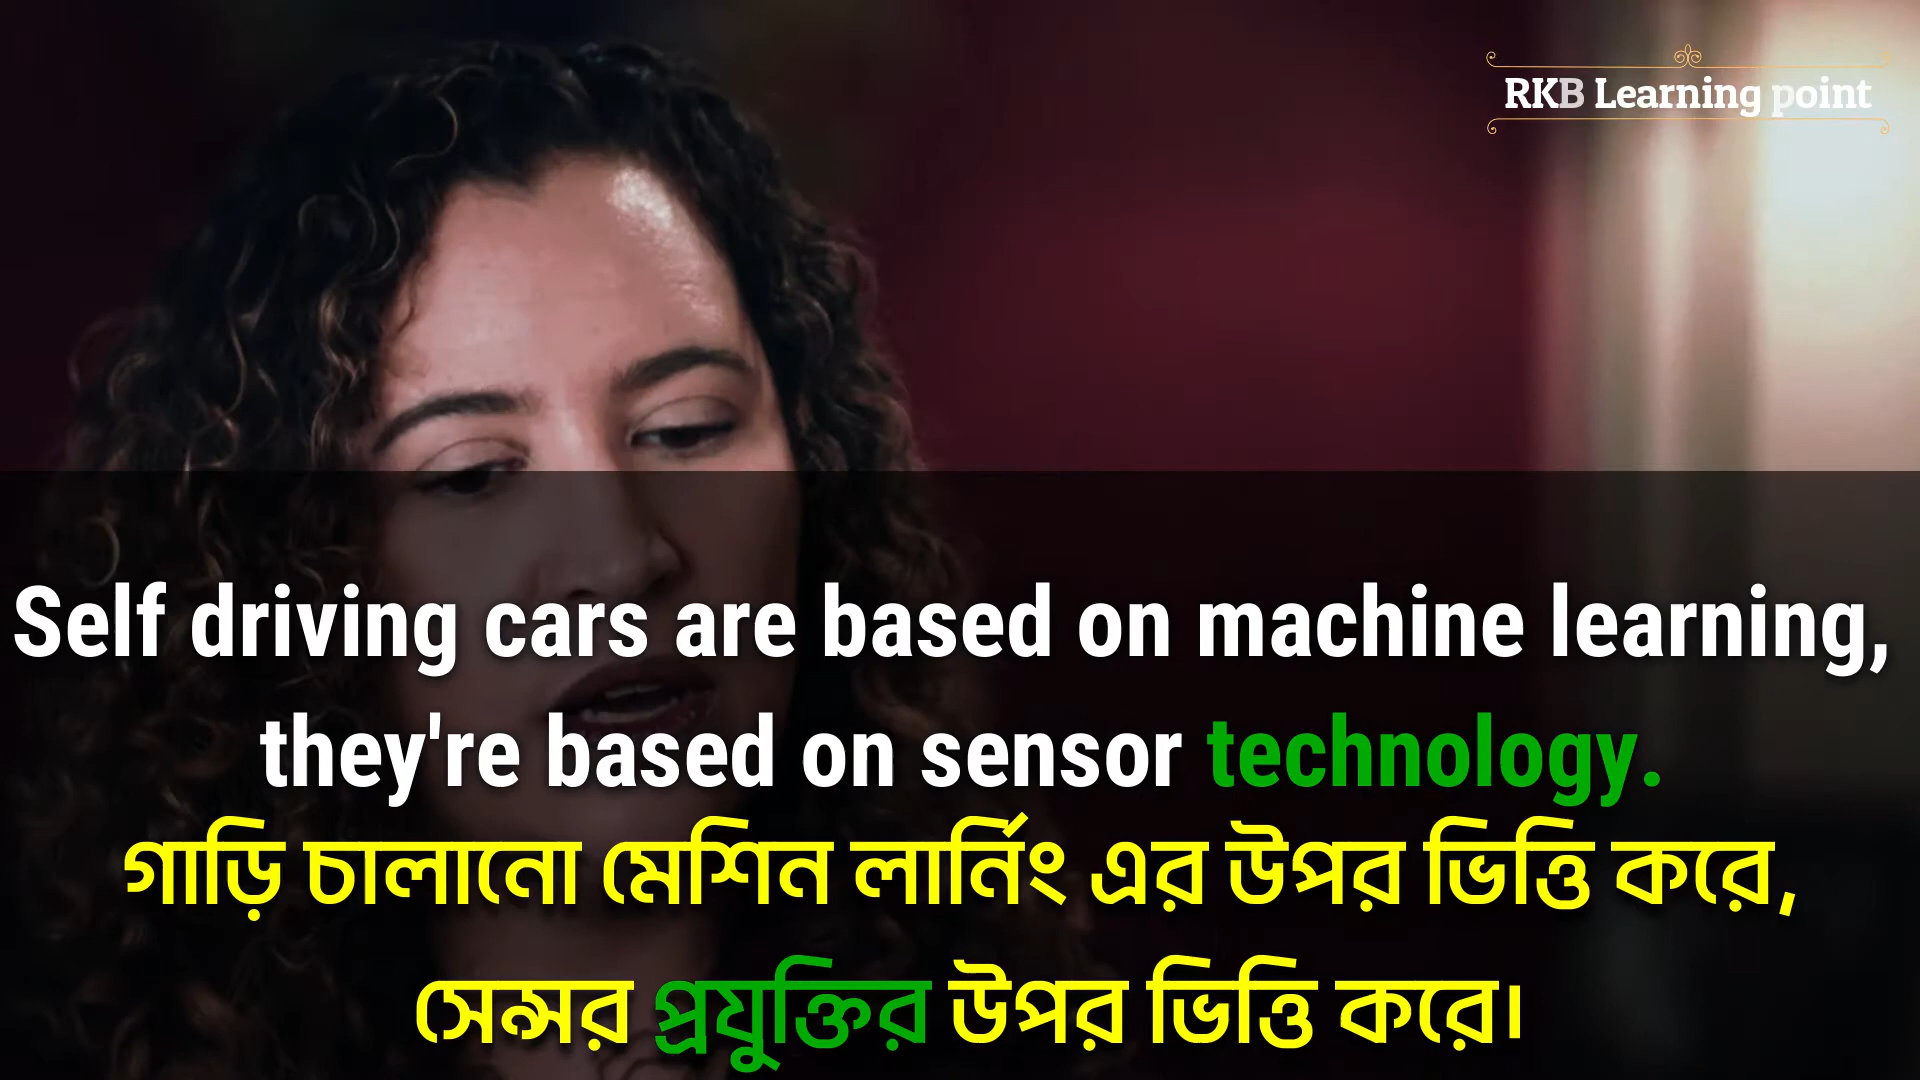 RKB Learning point
Self driving cars are based on machine learning,
they're based on sensor technology.
গাড়ি চালানো মেশিন লার্নিং এর উপর ভিত্তি করে,
সেন্সর প্রযুক্তির উপর ভিত্তি করে।